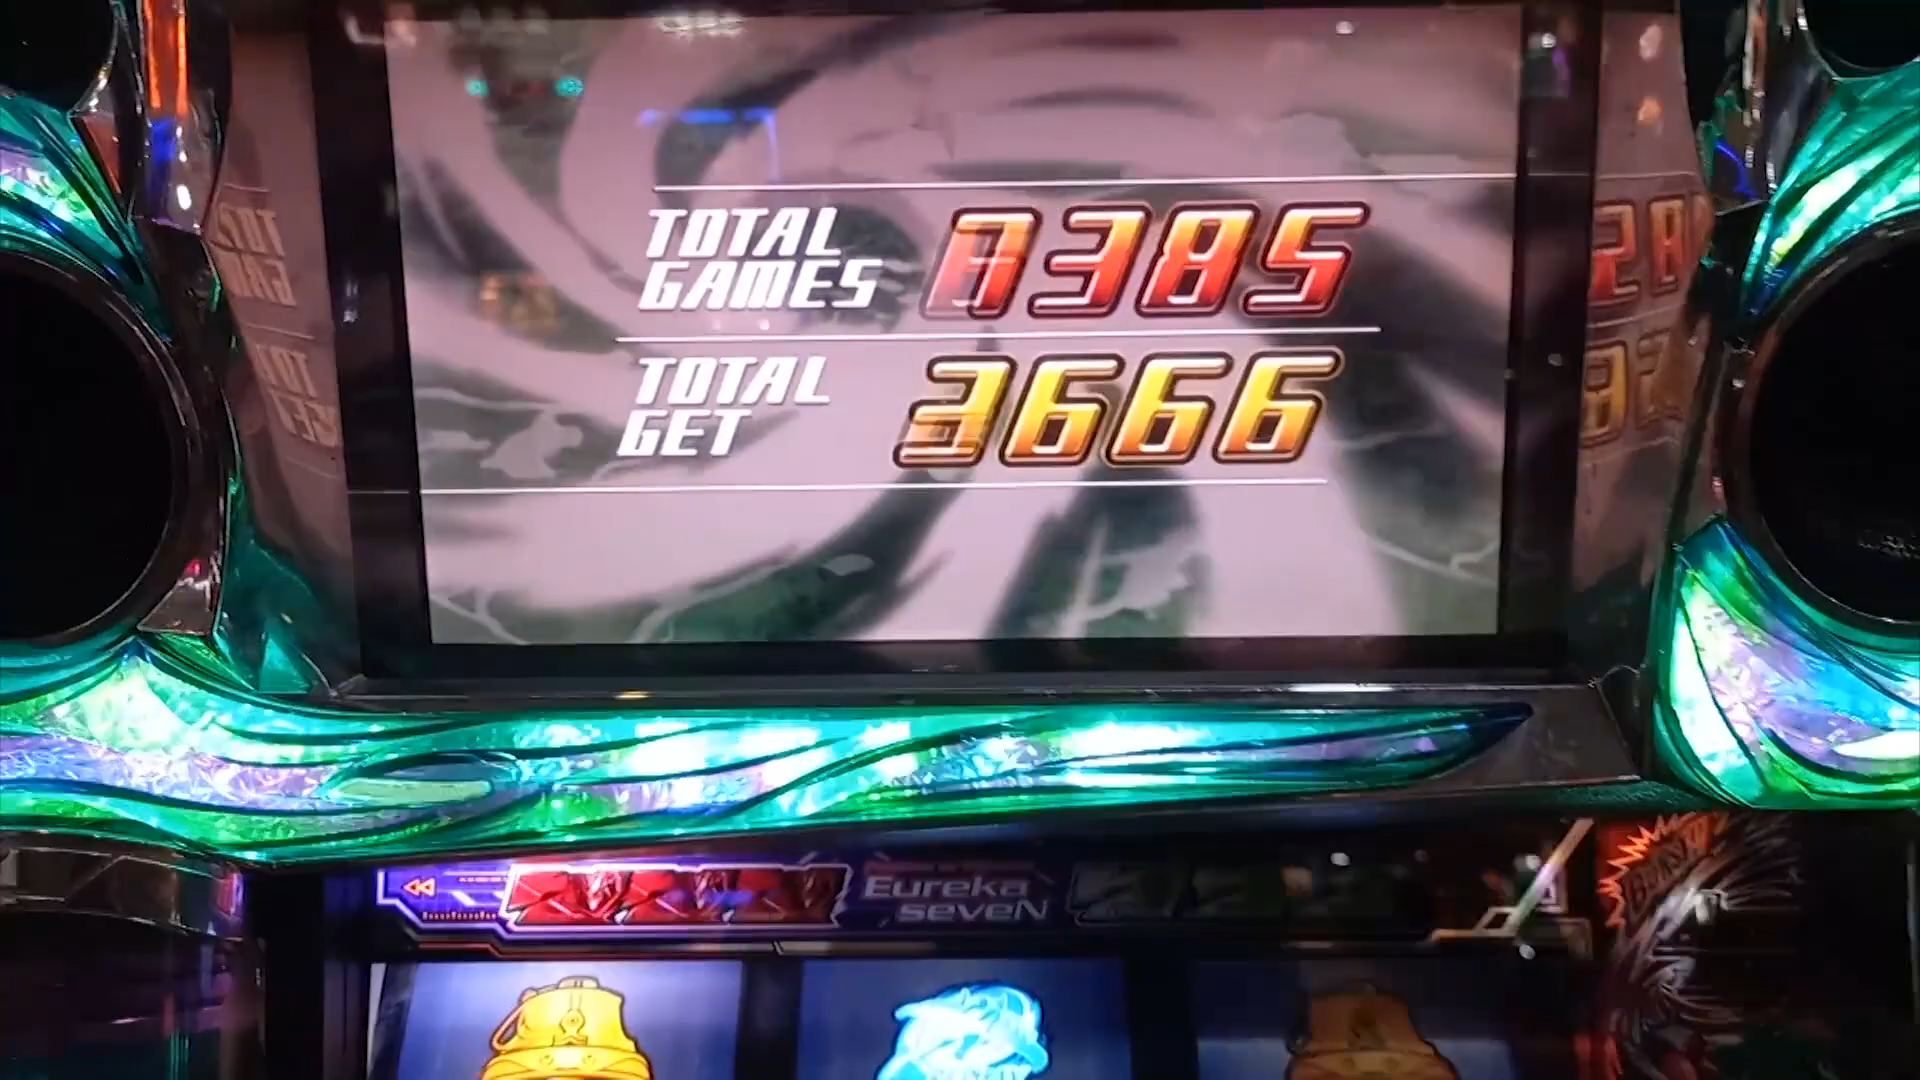 TOTAL
GAMES
385
TOTAL
GET
3666
Eureka
seveN